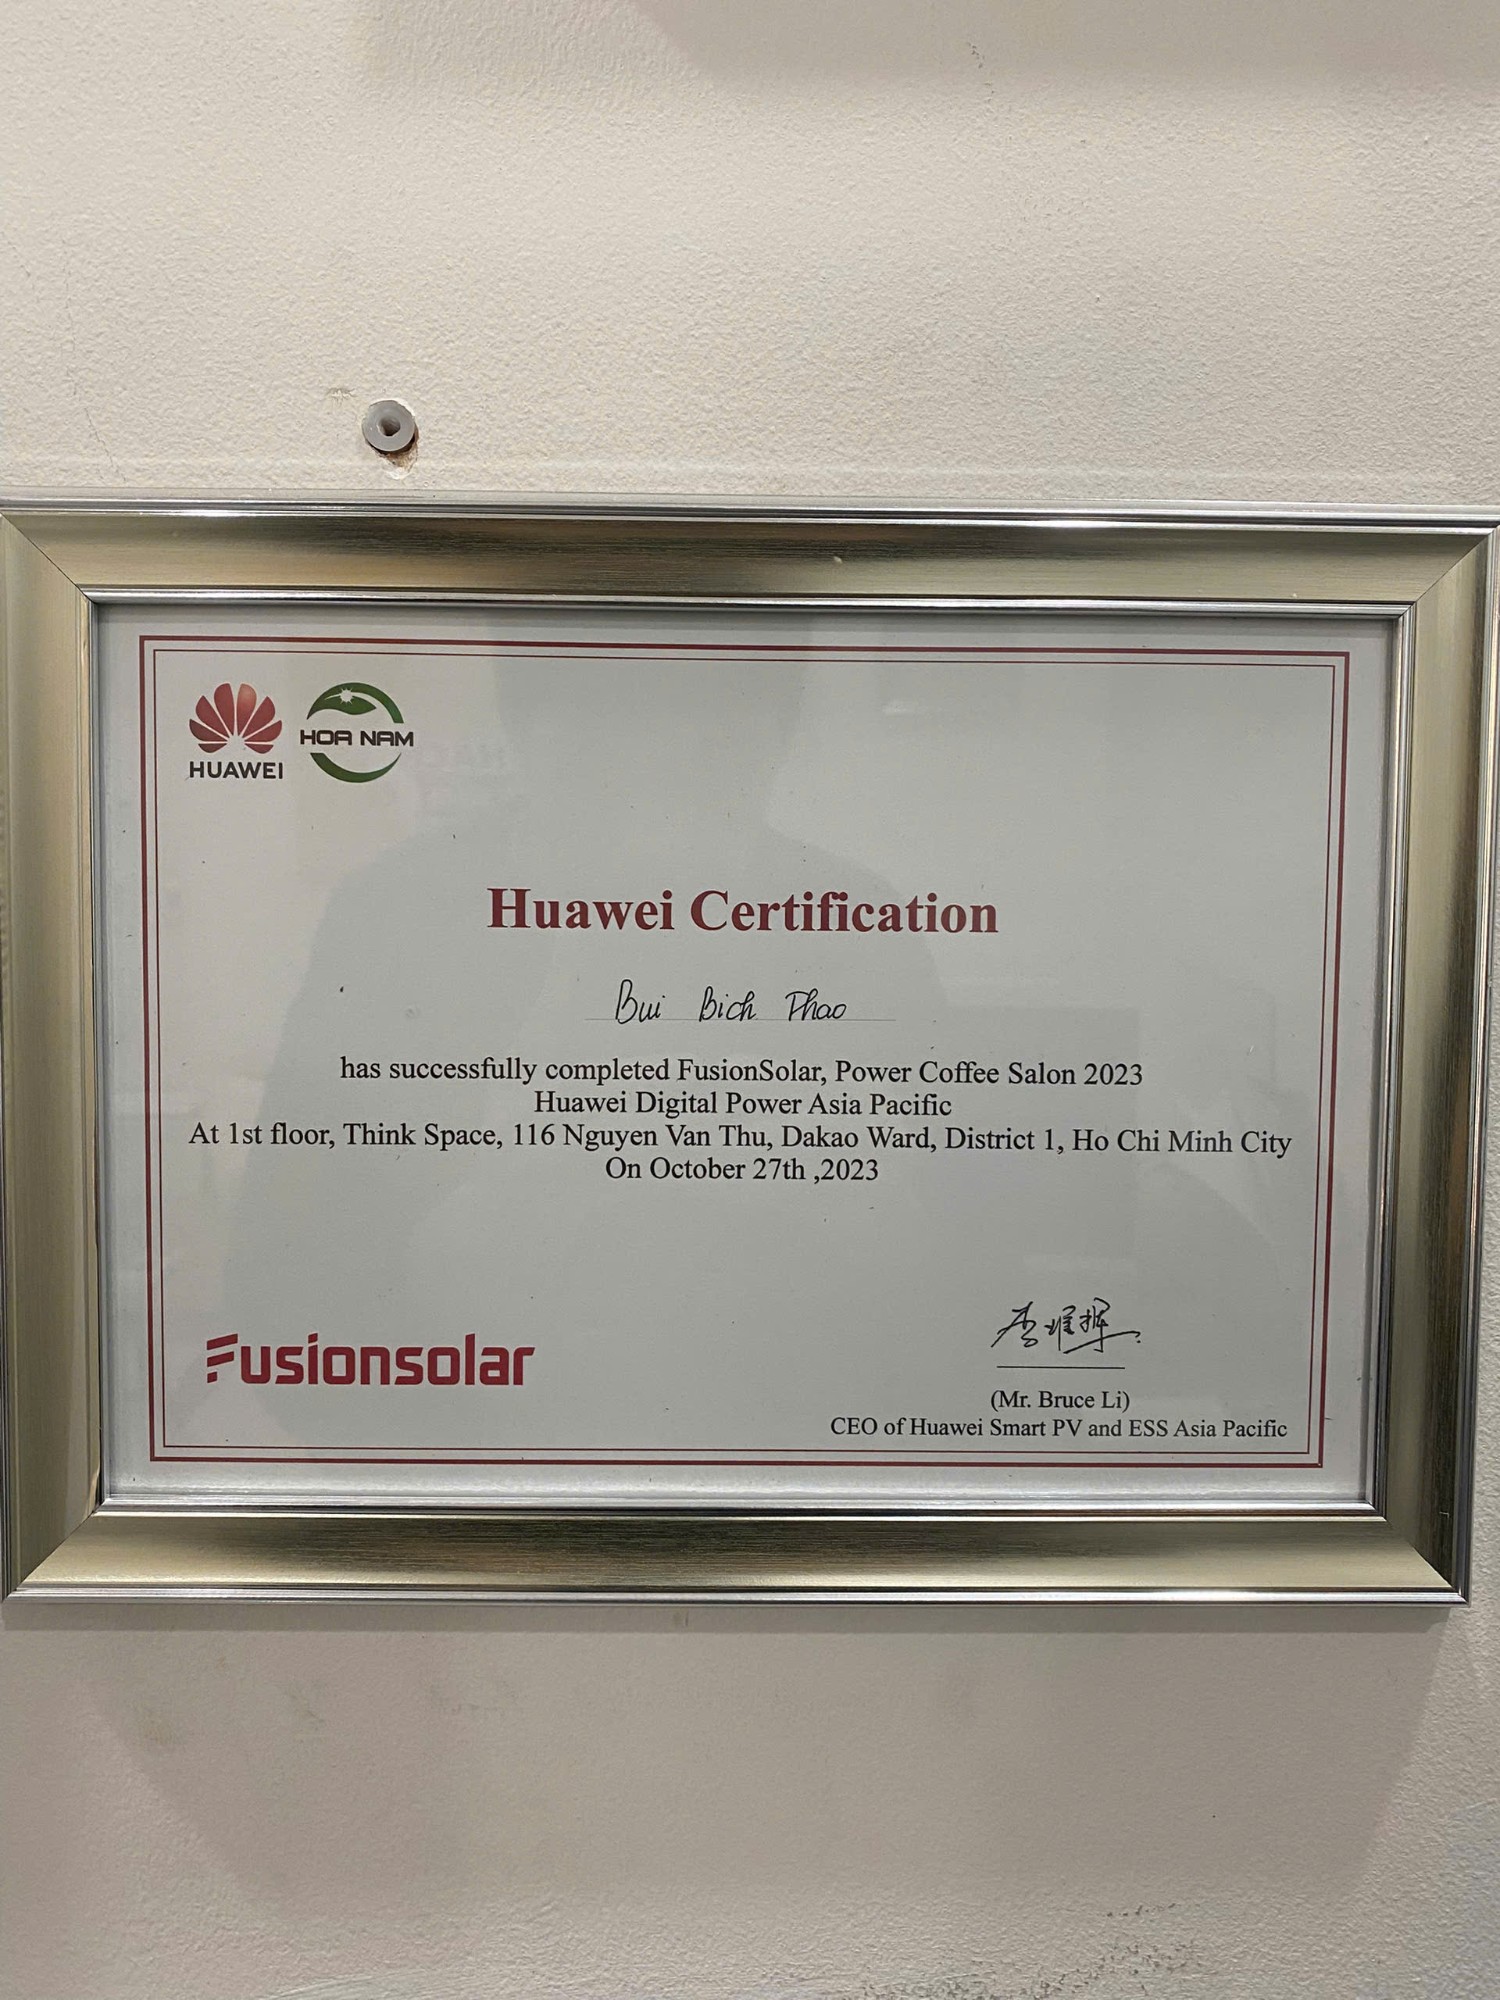 HUAWEI
HOA NAM
Huawei Certification
Bui Bich Thao
has successfully completed FusionSolar, Power Coffee Salon 2023
Huawei Digital Power Asia Pacific
At 1st floor, Think Space, 116 Nguyen Van Thu, Dakao Ward, District 1, Ho Chi Minh City
On October 27th ,2023
Fusionsolar
(Mr. Bruce Li)
CEO of Huawei Smart PV and ESS Asia Pacific